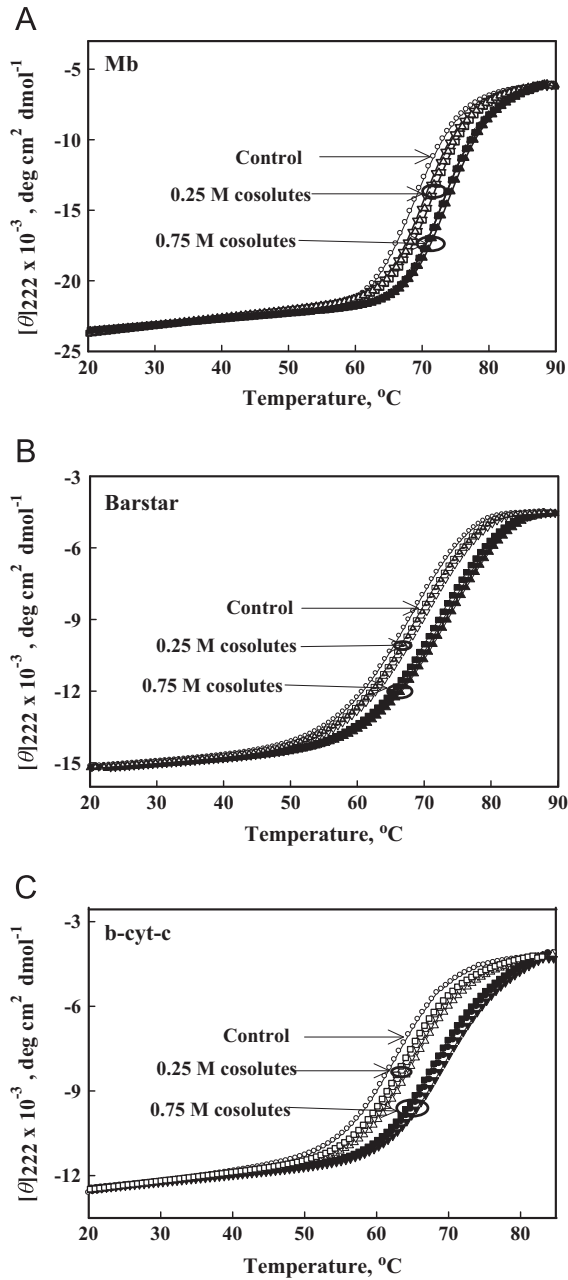 A
Mb
-5
-10
-15
-20
-25
[θ]222 x 10-3 , deg cm2 dmol-1
Control
0.25 M cosolutes
0.75 M cosolutes
20 30 40 50 60 70 80 90
Temperature, oC
B
Barstar
-3
-6
-9
-12
-15
[θ]222 x 10-3 , deg cm2 dmol-1
Control
0.25 M cosolutes
0.75 M cosolutes
20 30 40 50 60 70 80 90
Temperature, oC
C
b-cyt-c
-3
-6
-9
-12
[θ]222 x 10-3 , deg cm2 dmol-1
Control
0.25 M cosolutes
0.75 M cosolutes
20 30 40 50 60 70 80
Temperature, oC